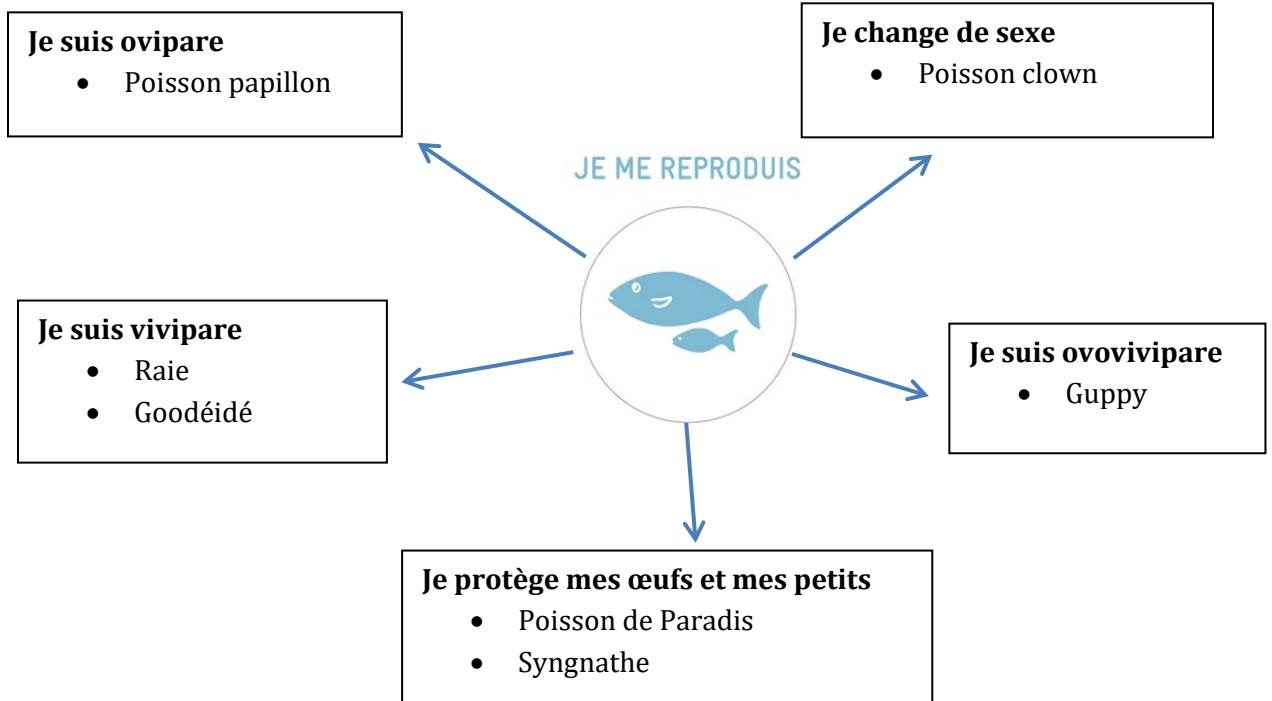 Je suis ovipare
• Poisson papillon
Je change de sexe
• Poisson clown
JE ME REPRODUIS
Je suis vivipare
• Raie
• Goodéidé
Je suis ovovivipare
• Guppy
Je protège mes œufs et mes petits
• Poisson de Paradis
• Syngnathe